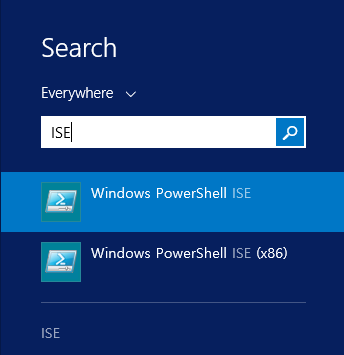 Search
Everywhere
ISE
Windows PowerShell ISE
Windows PowerShell ISE (x86)
ISE